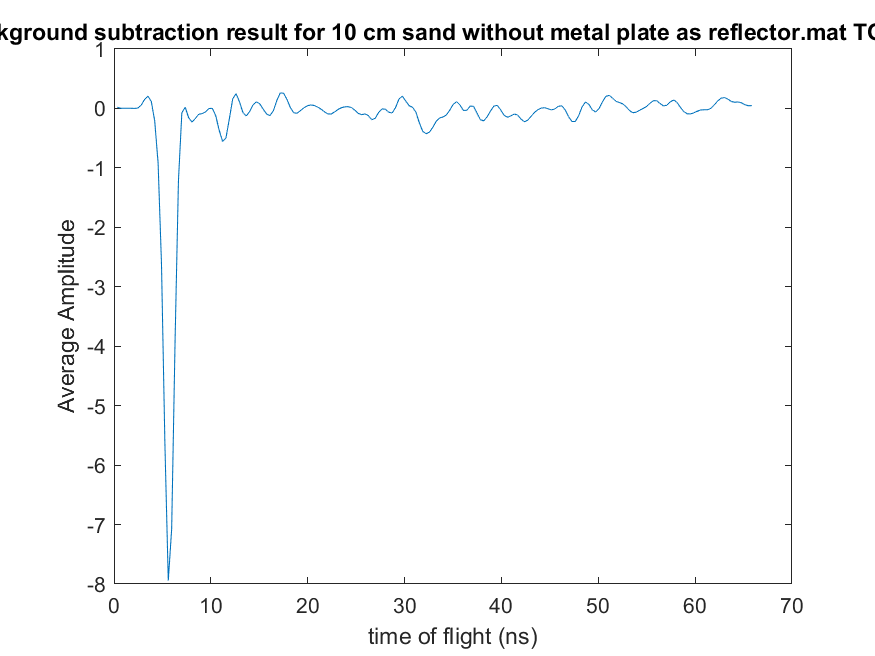 kground subtraction result for 10 cm sand without metal plate as reflector.mat TO
1
0
-1
-2
-3
-4
-5
-6
-7
-8
Average Amplitude
0 10 20 30 40 50 60 70
time of flight (ns)